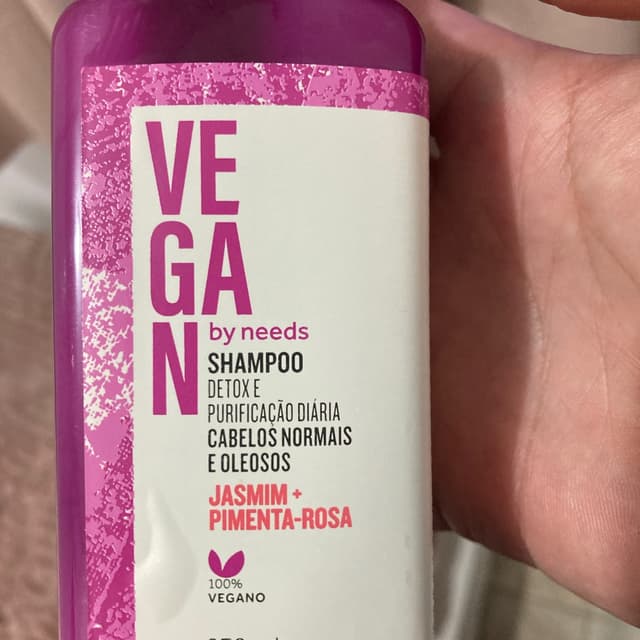 VE
GA
N
by needs
SHAMPOO
DETOX E
PURIFICAÇÃO DIÁRIA
CABELOS NORMAIS
E OLEOSOS
JASMIM +
PIMENTA-ROSA
100%
VEGANO